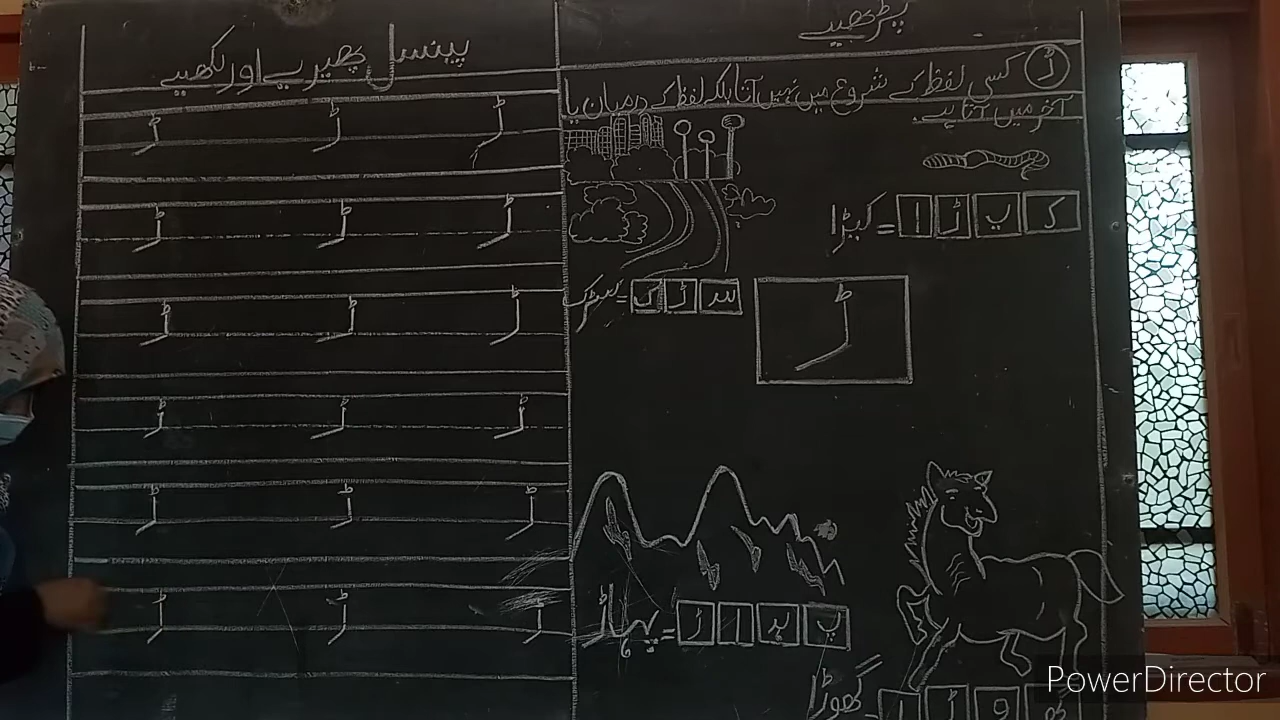 پڑھیے
ڑ کسی لفظ کے شروع میں نہیں آتا بلکہ لفظ کے درمیان یا
آخر میں آتا ہے۔
ک ی ڑ ا = کیڑا
س ڑ ک = سڑک
ڑ
پ ہ ا ڑ = پہاڑ
و ڑ ا = گھوڑا
پینسل پھیریے اور لکھیے
ڑ ڑ ڑ
ڑ ڑ ڑ
ڑ ڑ ڑ
ڑ ڑ ڑ
ڑ ڑ ڑ
ڑ ڑ ڑ
PowerDirector